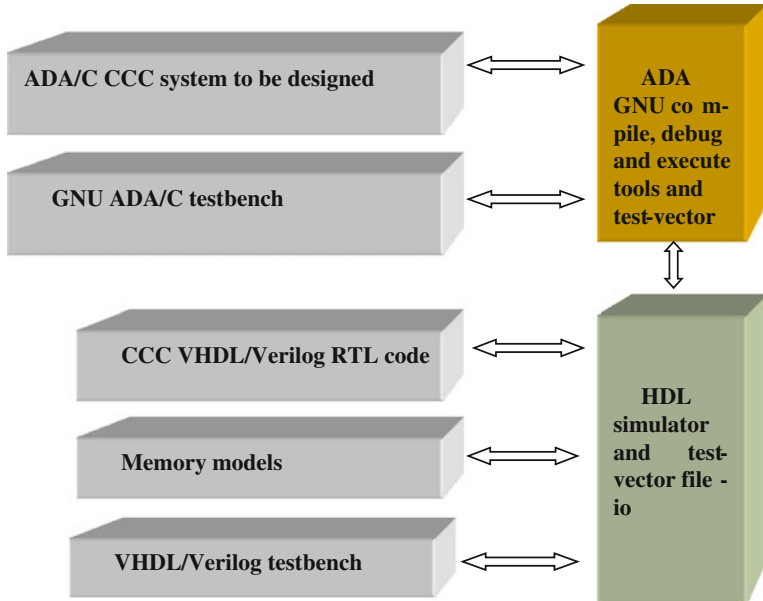 ADA/C CCC system to be designed
GNU ADA/C testbench
ADA
GNU co m-
pile, debug
and execute
tools and
test-vector
CCC VHDL/Verilog RTL code
Memory models
VHDL/Verilog testbench
HDL
simulator
and test-
vector file -
io